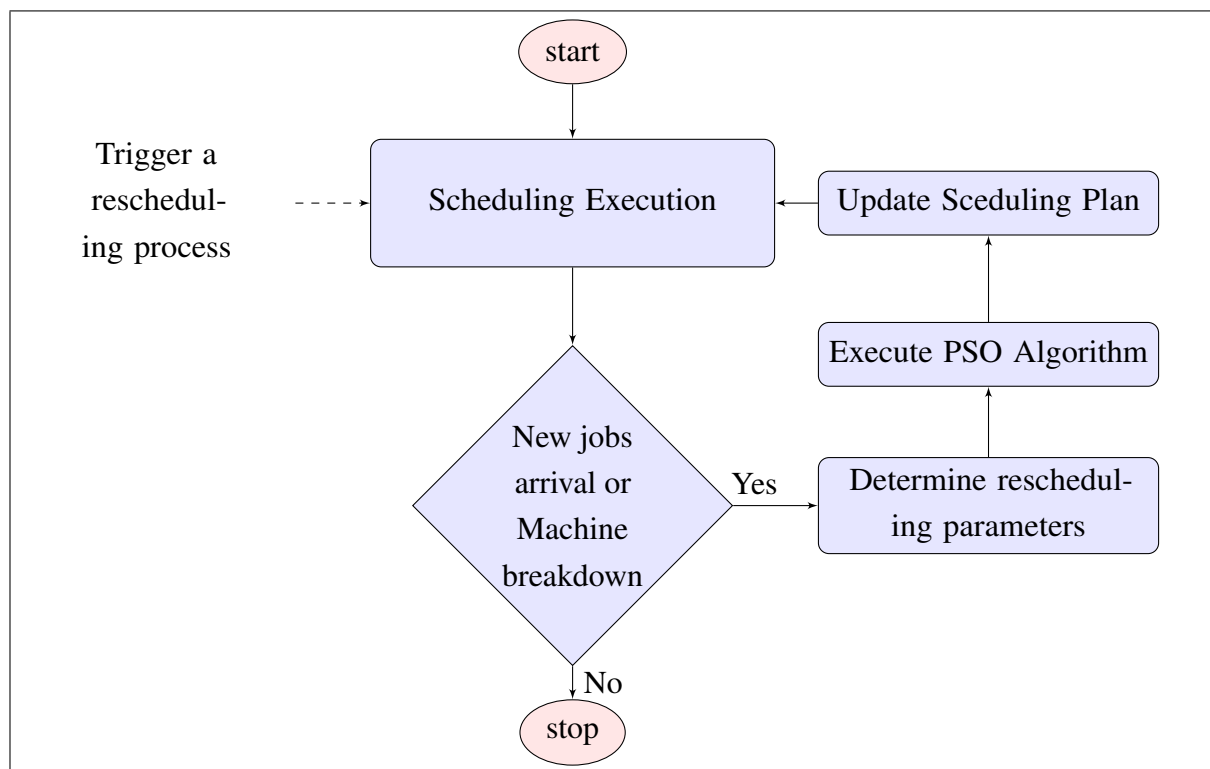 start
Trigger a
reschedul-
ing process
Scheduling Execution
Update Sceduling Plan
Execute PSO Algorithm
New jobs
arrival or
Machine
breakdown
Yes
Determine reschedul-
ing parameters
No
stop